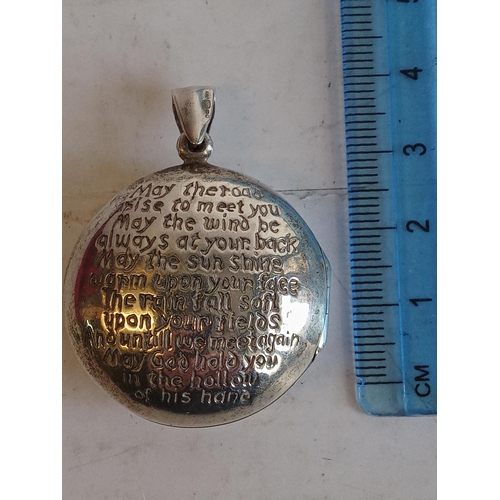 May the road
rise to meet you
May the wind be
always at your back
May the sun shine
warm upon your face
The rain fall soft
upon your fields
And until we meet again
May God hold you
in the hollow
of his hand
5
4
3
2
1
CM